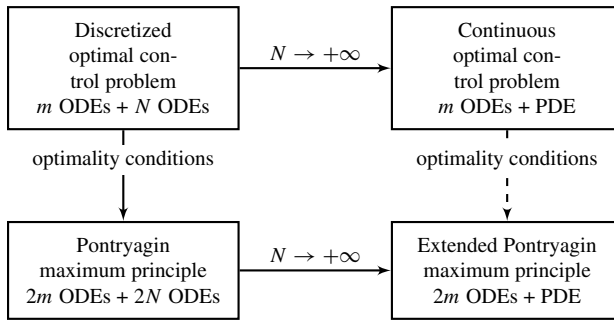 Discretized
optimal con-
trol problem
m ODEs + N ODEs
N → +∞
Continuous
optimal con-
trol problem
m ODEs + PDE
optimality conditions
optimality conditions
Pontryagin
maximum principle
2m ODEs + 2N ODEs
N → +∞
Extended Pontryagin
maximum principle
2m ODEs + PDE